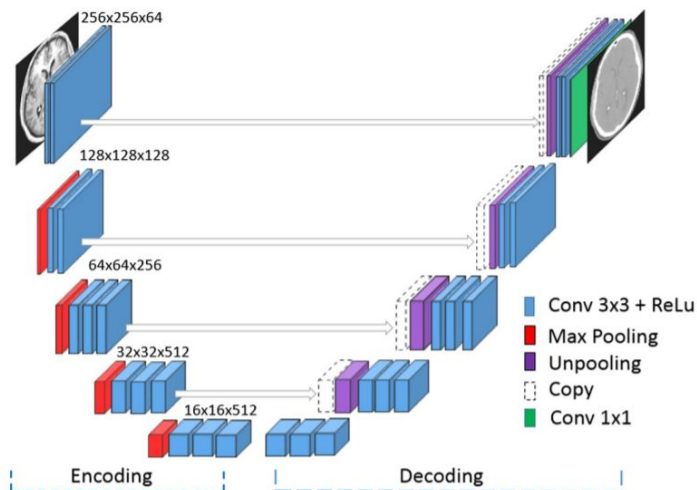 256x256x64
128x128x128
64x64x256
32x32x512
16x16x512
Conv 3x3 + ReLu
Max Pooling
Unpooling
Copy
Conv 1x1
Encoding
Decoding